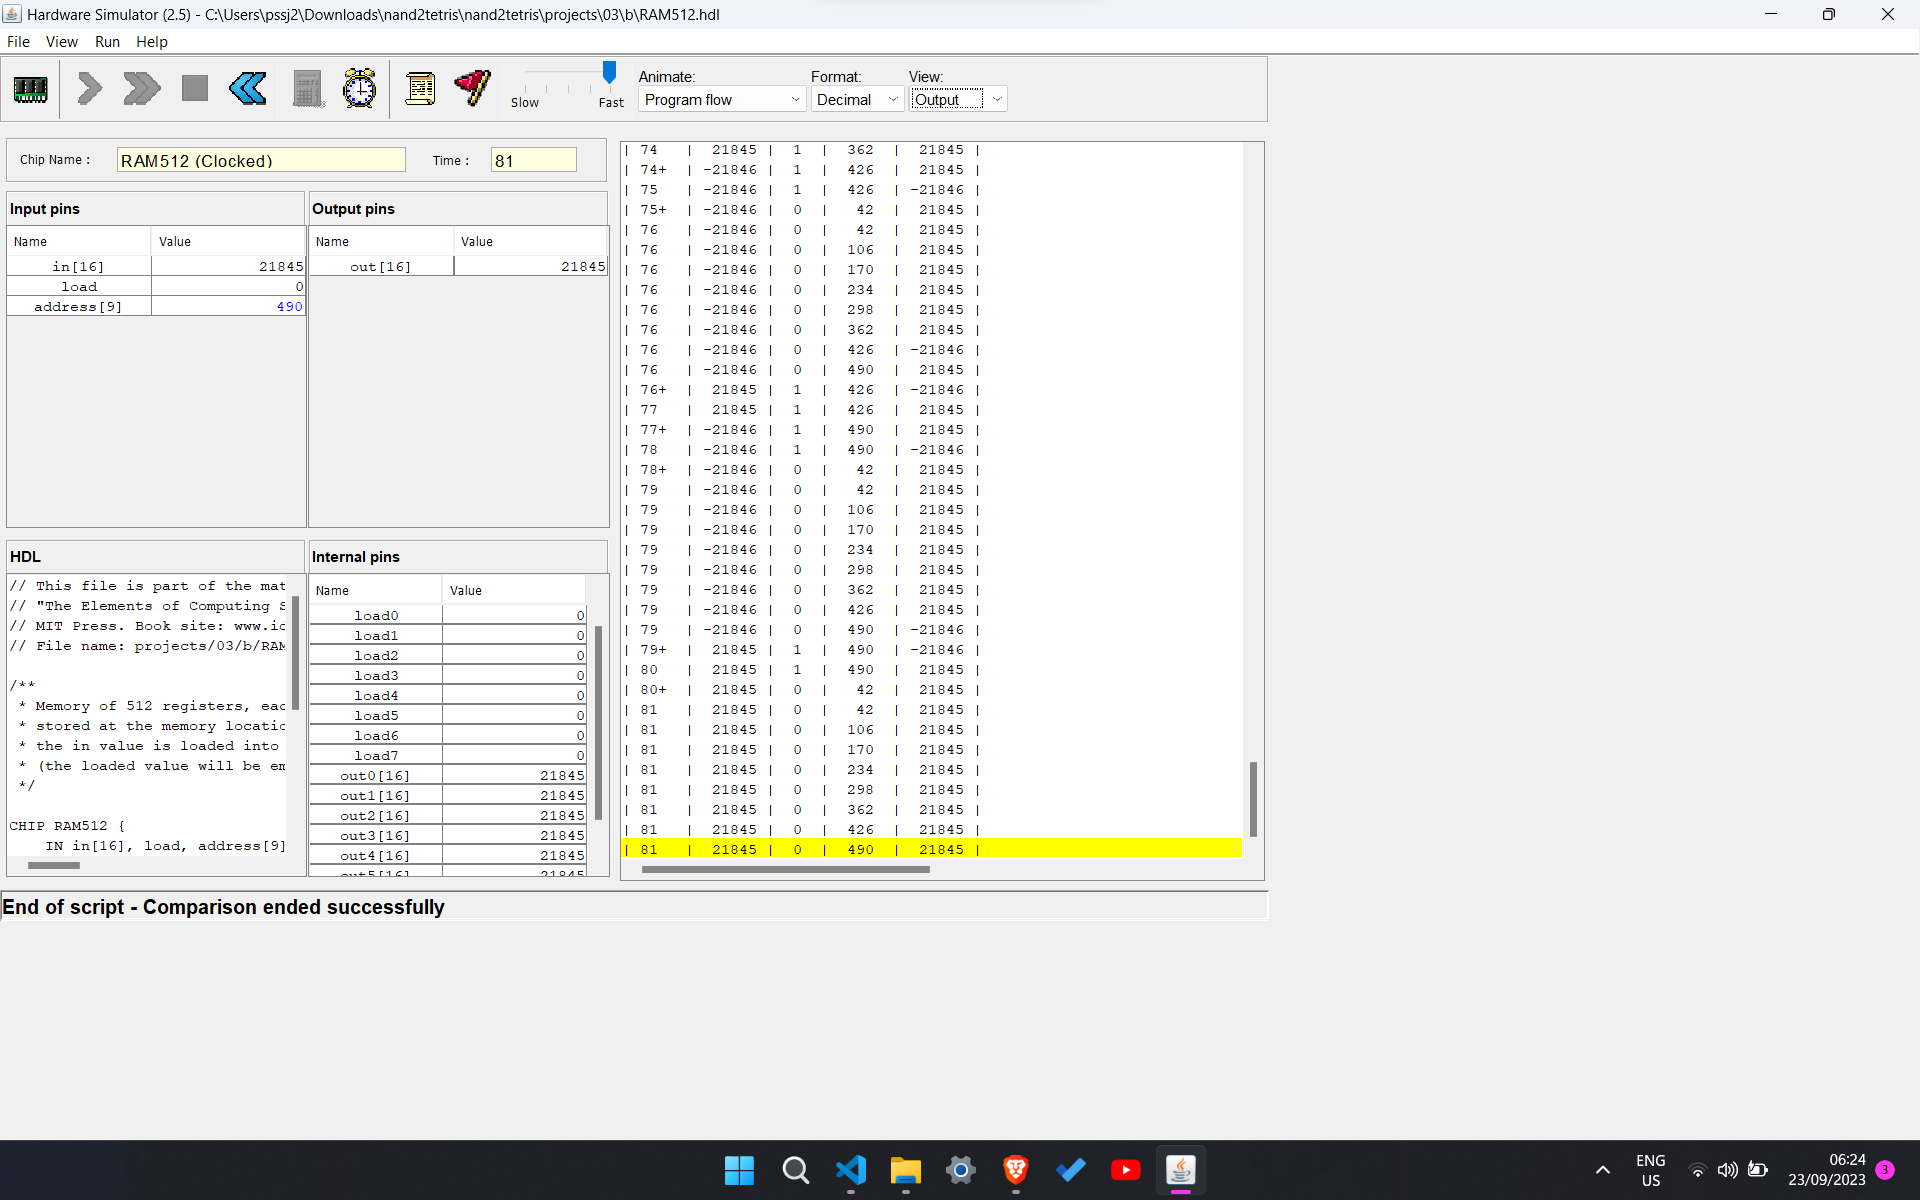 Hardware Simulator (2.5) - C:\Users\pssj2\Downloads\nand2tetris\nand2tetris\projects\03\b\RAM512.hdl
File View Run Help
Slow Fast
Animate: Format: View:
Program flow Decimal Output
Chip Name : RAM512 (Clocked) Time : 81
Input pins
Name Value
in[16] 21845
load 0
address[9] 490
Output pins
Name Value
out[16] 21845
HDL
// This file is part of the mat
// "The Elements of Computing S
// MIT Press. Book site: www.id
// File name: projects/03/b/RAM
/**
* Memory of 512 registers, eac
* stored at the memory locatio
* the in value is loaded into
* (the loaded value will be em
*/
CHIP RAM512 {
IN in[16], load, address[9]
Internal pins
Name Value
load0 0
load1 0
load2 0
load3 0
load4 0
load5 0
load6 0
load7 0
out0[16] 21845
out1[16] 21845
out2[16] 21845
out3[16] 21845
out4[16] 21845
out5[16] 21845
| 74 | 21845 | 1 | 362 | 21845 |
| 74+ | -21846 | 1 | 426 | 21845 |
| 75 | -21846 | 1 | 426 | -21846 |
| 75+ | -21846 | 0 | 42 | 21845 |
| 76 | -21846 | 0 | 42 | 21845 |
| 76 | -21846 | 0 | 106 | 21845 |
| 76 | -21846 | 0 | 170 | 21845 |
| 76 | -21846 | 0 | 234 | 21845 |
| 76 | -21846 | 0 | 298 | 21845 |
| 76 | -21846 | 0 | 362 | 21845 |
| 76 | -21846 | 0 | 426 | -21846 |
| 76 | -21846 | 0 | 490 | 21845 |
| 76+ | 21845 | 1 | 426 | -21846 |
| 77 | 21845 | 1 | 426 | 21845 |
| 77+ | -21846 | 1 | 490 | 21845 |
| 78 | -21846 | 1 | 490 | -21846 |
| 78+ | -21846 | 0 | 42 | 21845 |
| 79 | -21846 | 0 | 42 | 21845 |
| 79 | -21846 | 0 | 106 | 21845 |
| 79 | -21846 | 0 | 170 | 21845 |
| 79 | -21846 | 0 | 234 | 21845 |
| 79 | -21846 | 0 | 298 | 21845 |
| 79 | -21846 | 0 | 362 | 21845 |
| 79 | -21846 | 0 | 426 | 21845 |
| 79 | -21846 | 0 | 490 | -21846 |
| 79+ | 21845 | 1 | 490 | -21846 |
| 80 | 21845 | 1 | 490 | 21845 |
| 80+ | 21845 | 0 | 42 | 21845 |
| 81 | 21845 | 0 | 42 | 21845 |
| 81 | 21845 | 0 | 106 | 21845 |
| 81 | 21845 | 0 | 170 | 21845 |
| 81 | 21845 | 0 | 234 | 21845 |
| 81 | 21845 | 0 | 298 | 21845 |
| 81 | 21845 | 0 | 362 | 21845 |
| 81 | 21845 | 0 | 426 | 21845 |
| 81 | 21845 | 0 | 490 | 21845 |
End of script - Comparison ended successfully
ENG
US
06:24
23/09/2023
3